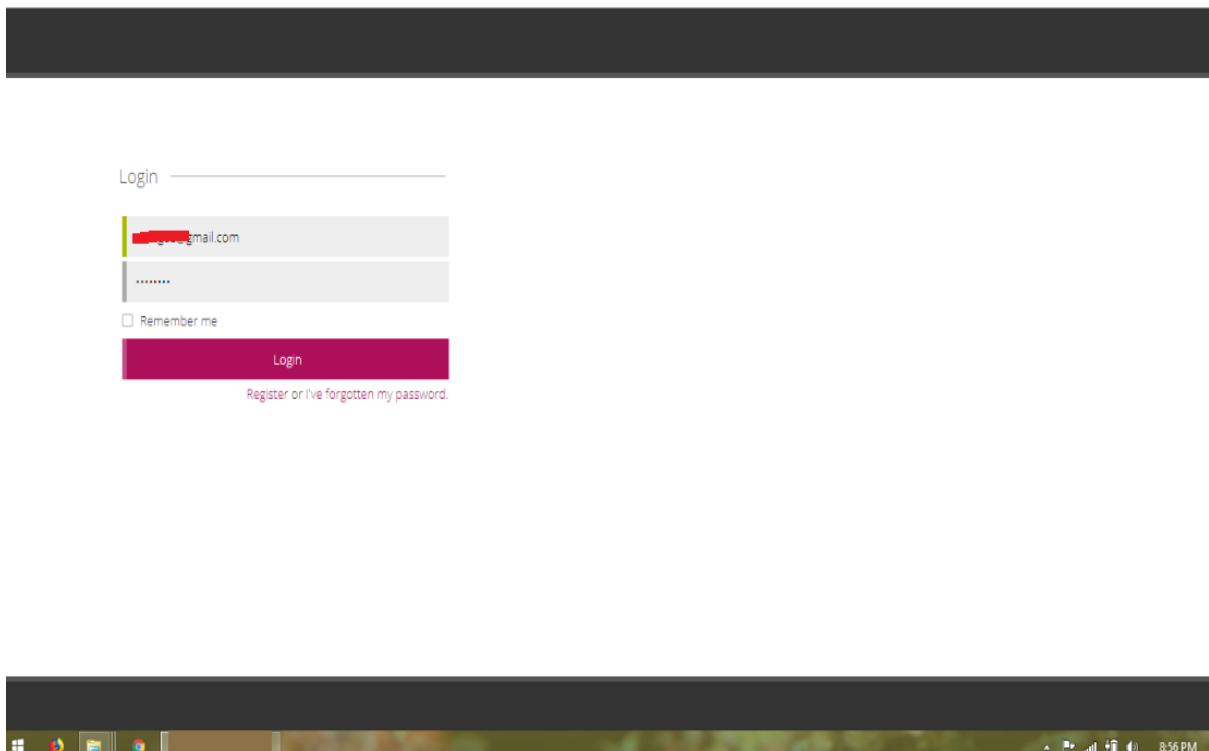 Login
gmail.com
········
Remember me
Login
Register or I've forgotten my password.
8:56 PM